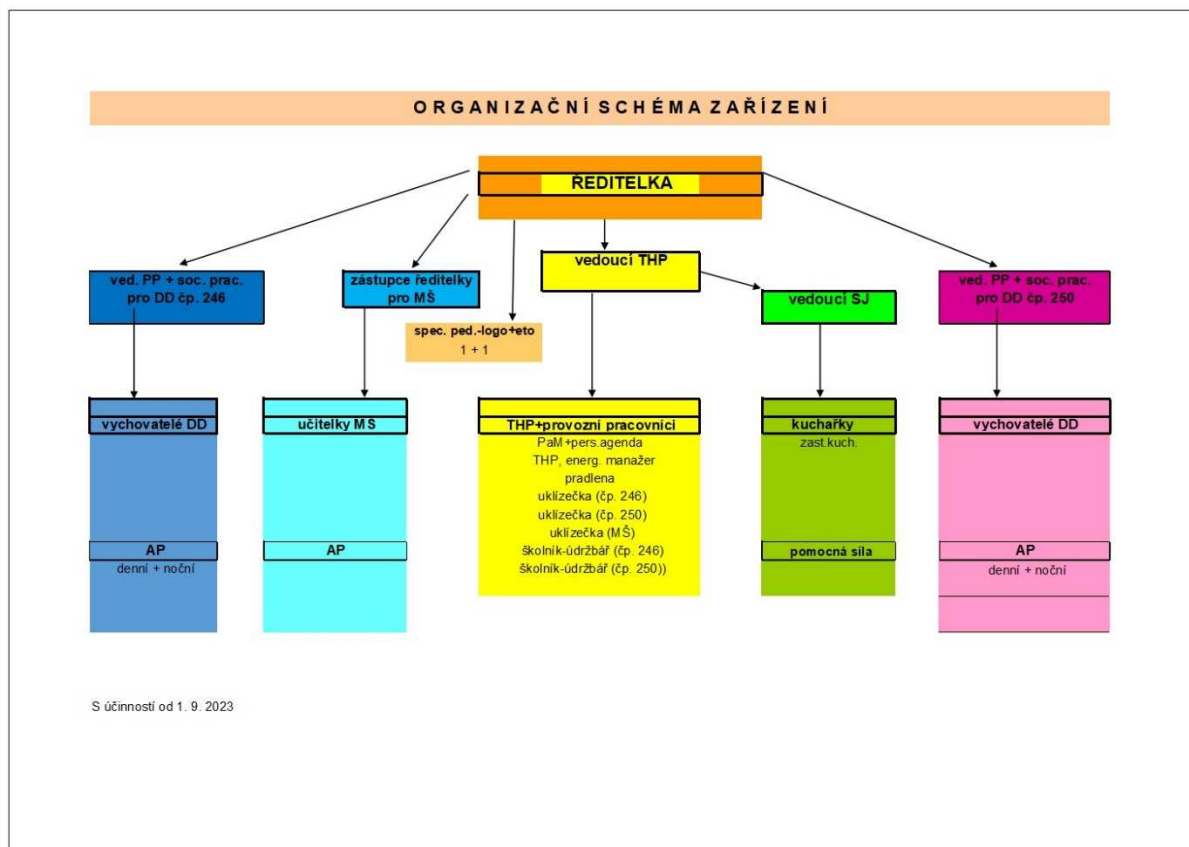 ORGANIZAČNÍ SCHÉMA ZAŘÍZENÍ
ŘEDITELKA
ved. PP + soc. prac.
pro DD čp. 246
zástupce ředitelky
pro MŠ
spec. ped.-logo+eto
1 + 1
vedoucí THP
vedoucí SJ
ved. PP + soc. prac.
pro DD čp. 250
vychovatelé DD
AP
denní + noční
učitelky MŠ
AP
THP+provozní pracovníci
PaM+pers.agenda
THP, energ. manažer
pradlena
uklízečka (čp. 246)
uklízečka (čp. 250)
uklízečka (MŠ)
školník-údržbář (čp. 246)
školník-údržbář (čp. 250))
kuchařky
zast.kuch.
pomocná síla
vychovatelé DD
AP
denní + noční
S účinností od 1. 9. 2023